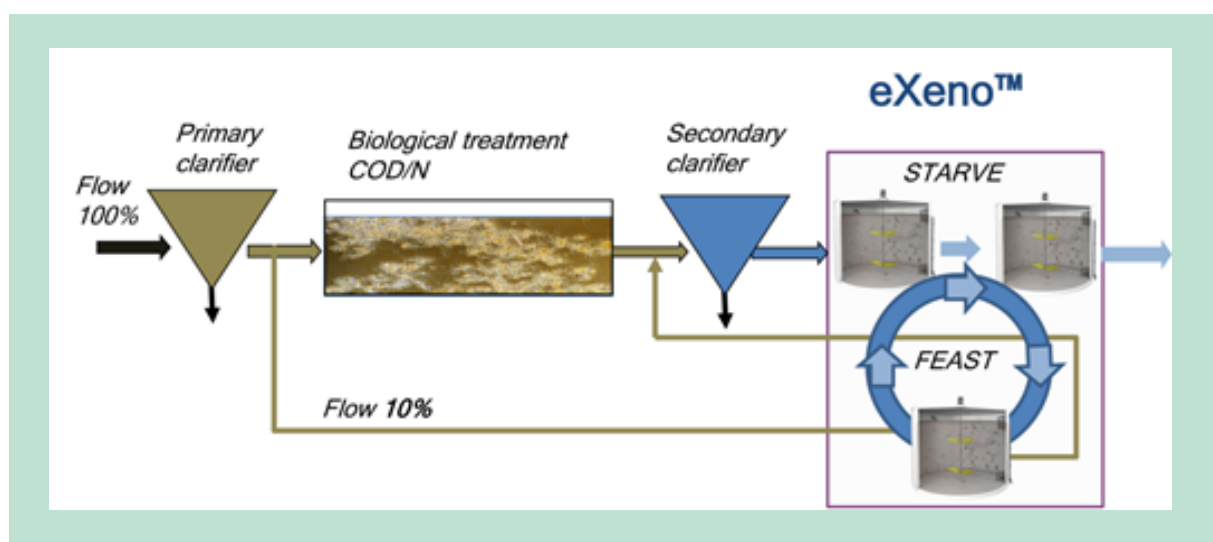 eXeno™
Primary
clarifier
Biological treatment
COD/N
Secondary
clarifier
STARVE
Flow
100%
FEAST
Flow 10%